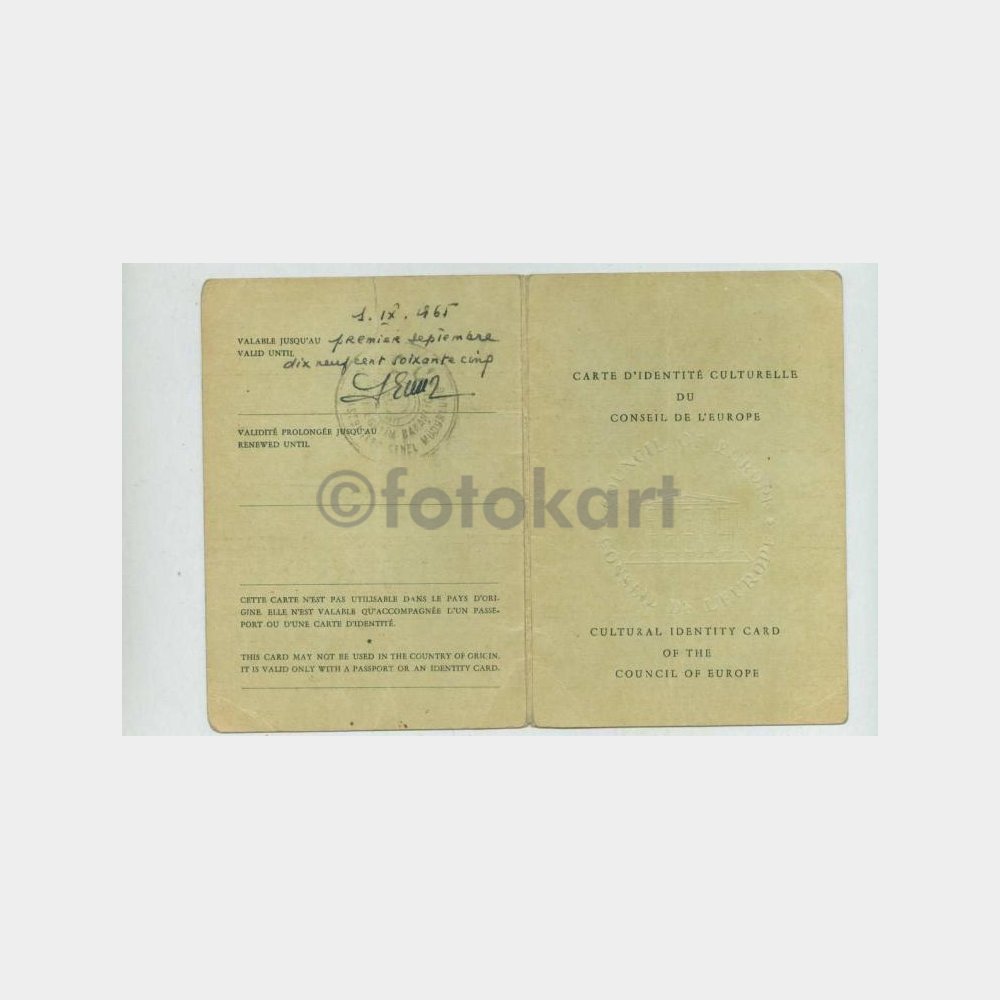 1. IX. 1965
VALABLE JUSQU'AU premier septembre
VALID UNTIL
dix neuf cent soixante cinq
VALIDITÉ PROLONGÉE JUSQU'AU
RENEWED UNTIL
CETTE CARTE N'EST PAS UTILISABLE DANS LE PAYS D'ORI-
GINE. ELLE N'EST VALABLE QU'ACCOMPAGNÉE L'UN PASSE-
PORT OU D'UNE CARTE D'IDENTITÉ.
THIS CARD MAY NOT BE USED IN THE COUNTRY OF ORIGIN.
IT IS VALID ONLY WITH A PASSPORT OR AN IDENTITY CARD.
CARTE D'IDENTITÉ CULTURELLE
DU
CONSEIL DE L'EUROPE
CONSEIL DE L'EUROPE
CULTURAL IDENTITY CARD
OF THE
COUNCIL OF EUROPE
©fotokart